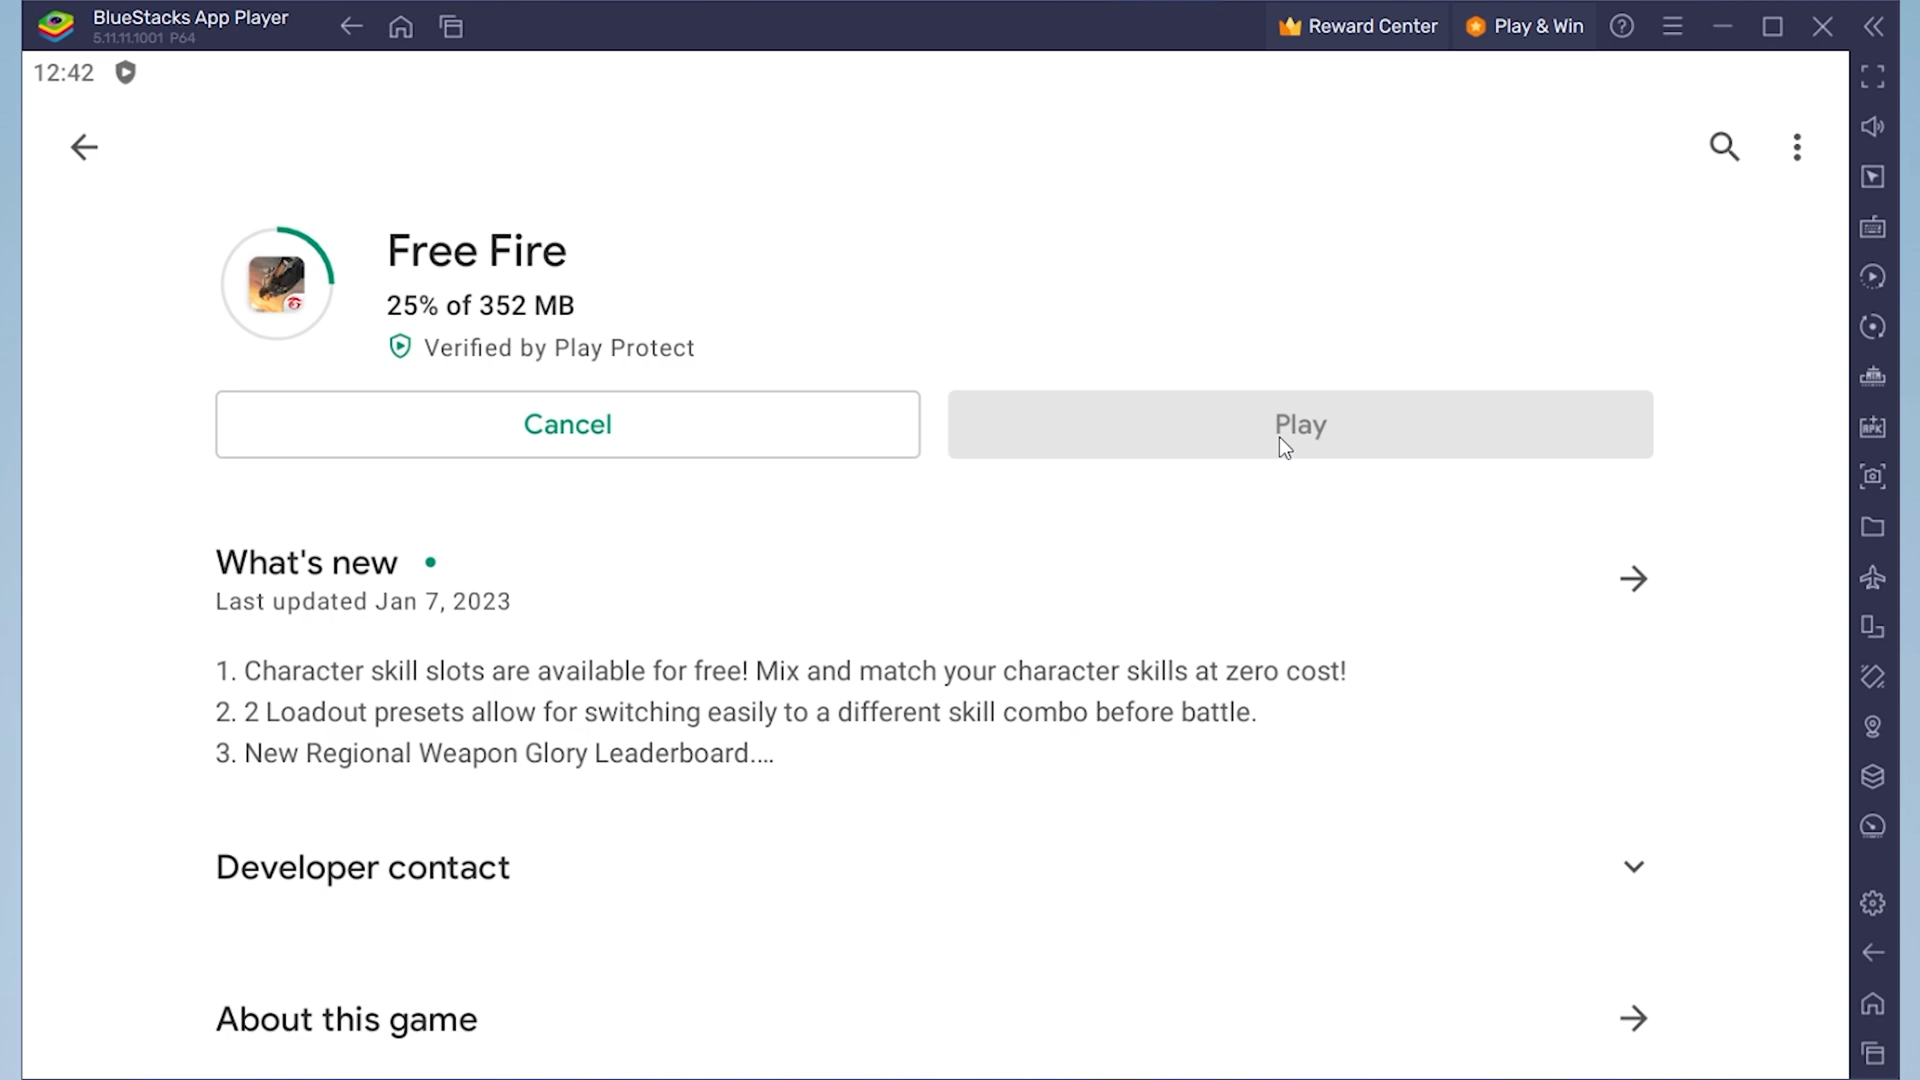 BlueStacks App Player
5.11.11.1001 P64
Reward Center
Play & Win
12:42
Free Fire
25% of 352 MB
Verified by Play Protect
Cancel
Play
What's new
Last updated Jan 7, 2023
1. Character skill slots are available for free! Mix and match your character skills at zero cost!
2. 2 Loadout presets allow for switching easily to a different skill combo before battle.
3. New Regional Weapon Glory Leaderboard....
APK
Developer contact
About this game